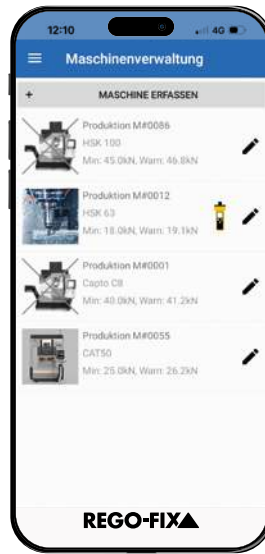 12:10
4G
Maschinenverwaltung
+ MASCHINE ERFASSEN
Produktion M#0086
HSK 100
Min: 45.0kN, Warn: 46.8kN
Produktion M#0012
HSK 63
Min: 18.0kN, Warn: 19.1kN
Produktion M#0001
Capto C8
Min: 40.0kN, Warn: 41.2kN
Produktion M#0055
CAT50
Min: 25.0kN, Warn: 26.2kN
REGO-FIX